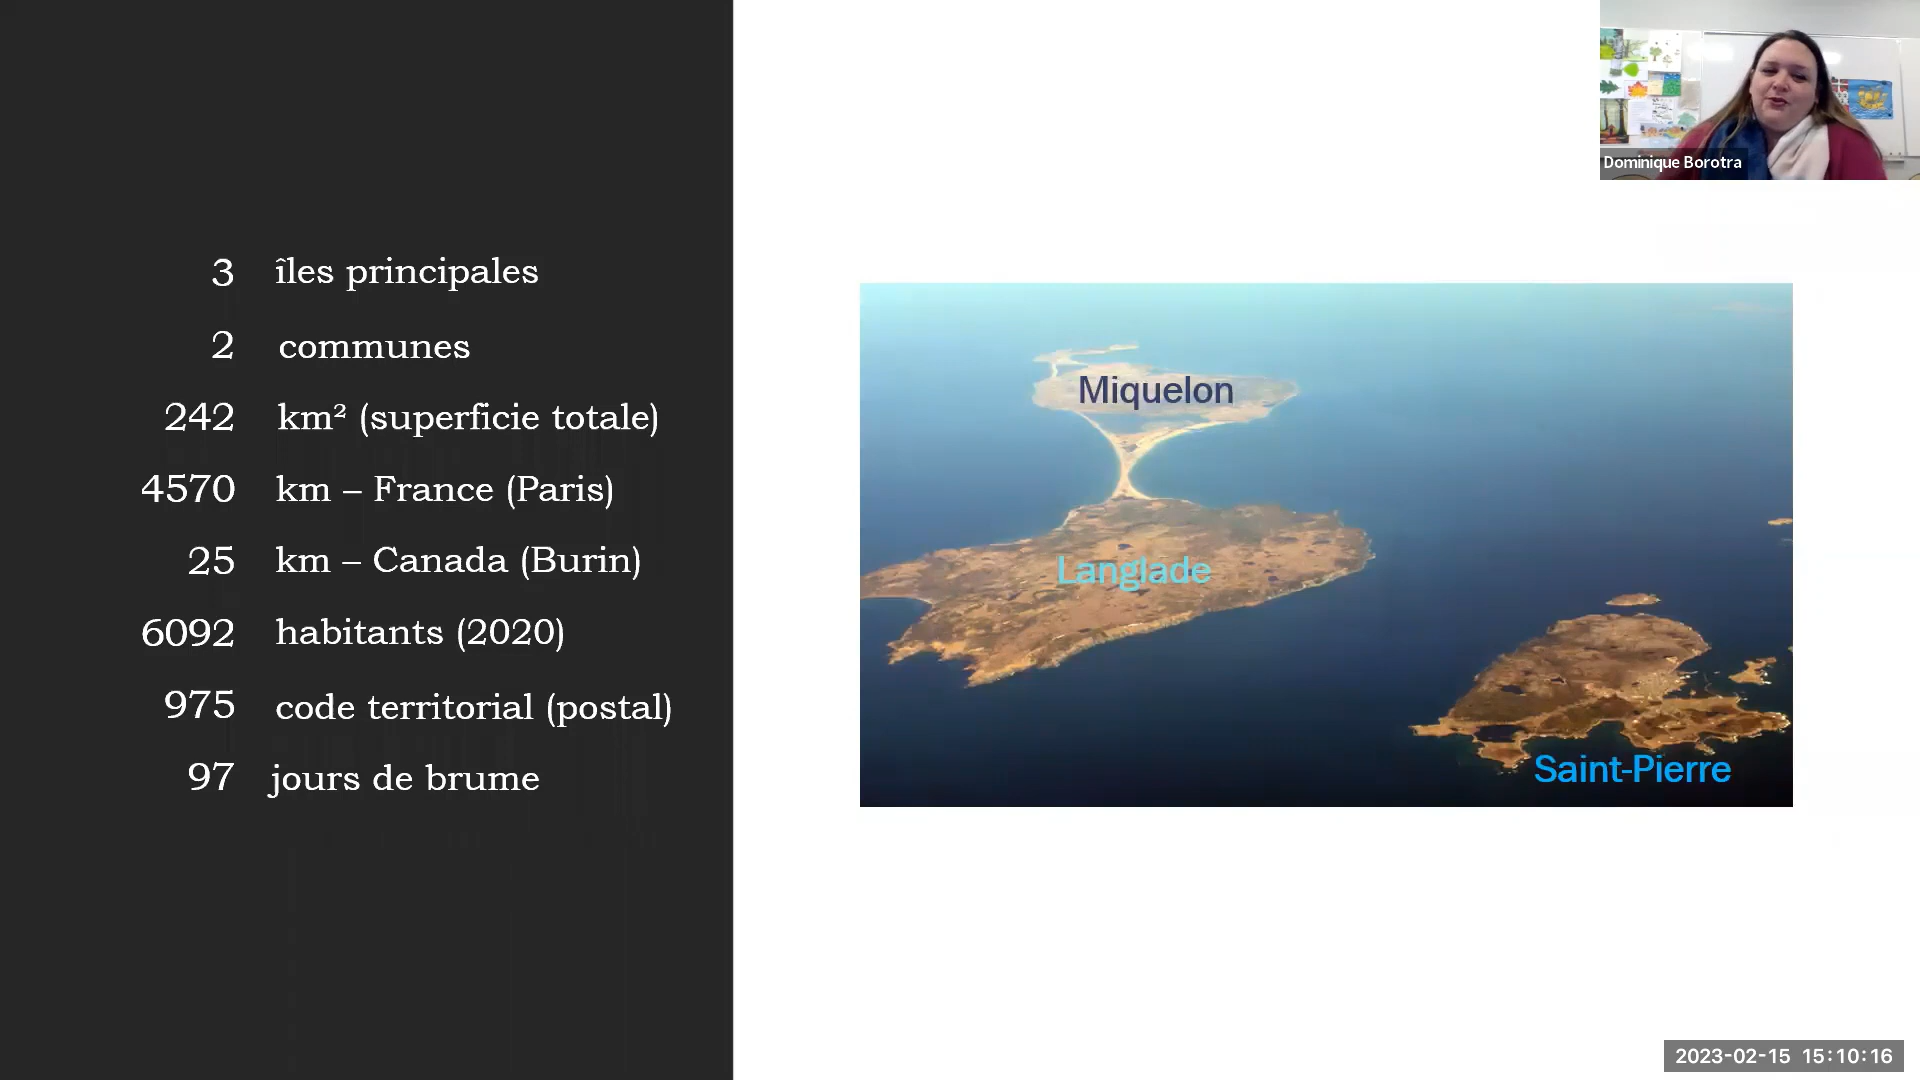 3 îles principales
2 communes
242 km² (superficie totale)
4570 km – France (Paris)
25 km – Canada (Burin)
6092 habitants (2020)
975 code territorial (postal)
97 jours de brume
Dominique Borotra
Miquelon
Langlade
Saint-Pierre
2023-02-15 15:10:16